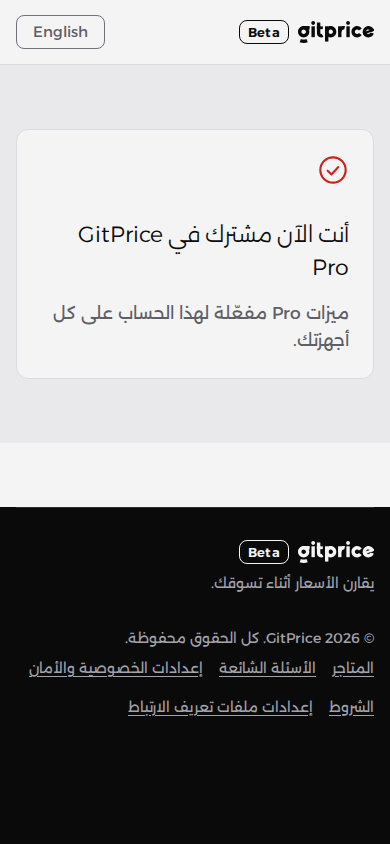 gitprice Beta English
أنت الآن مشترك في GitPrice
Pro
ميزات Pro مفعّلة لهذا الحساب على كل
أجهزتك.
gitprice Beta
يقارن الأسعار أثناء تسوقك.
© 2026 GitPrice. كل الحقوق محفوظة.
المتاجر الأسئلة الشائعة إعدادات الخصوصية والأمان
الشروط إعدادات ملفات تعريف الارتباط